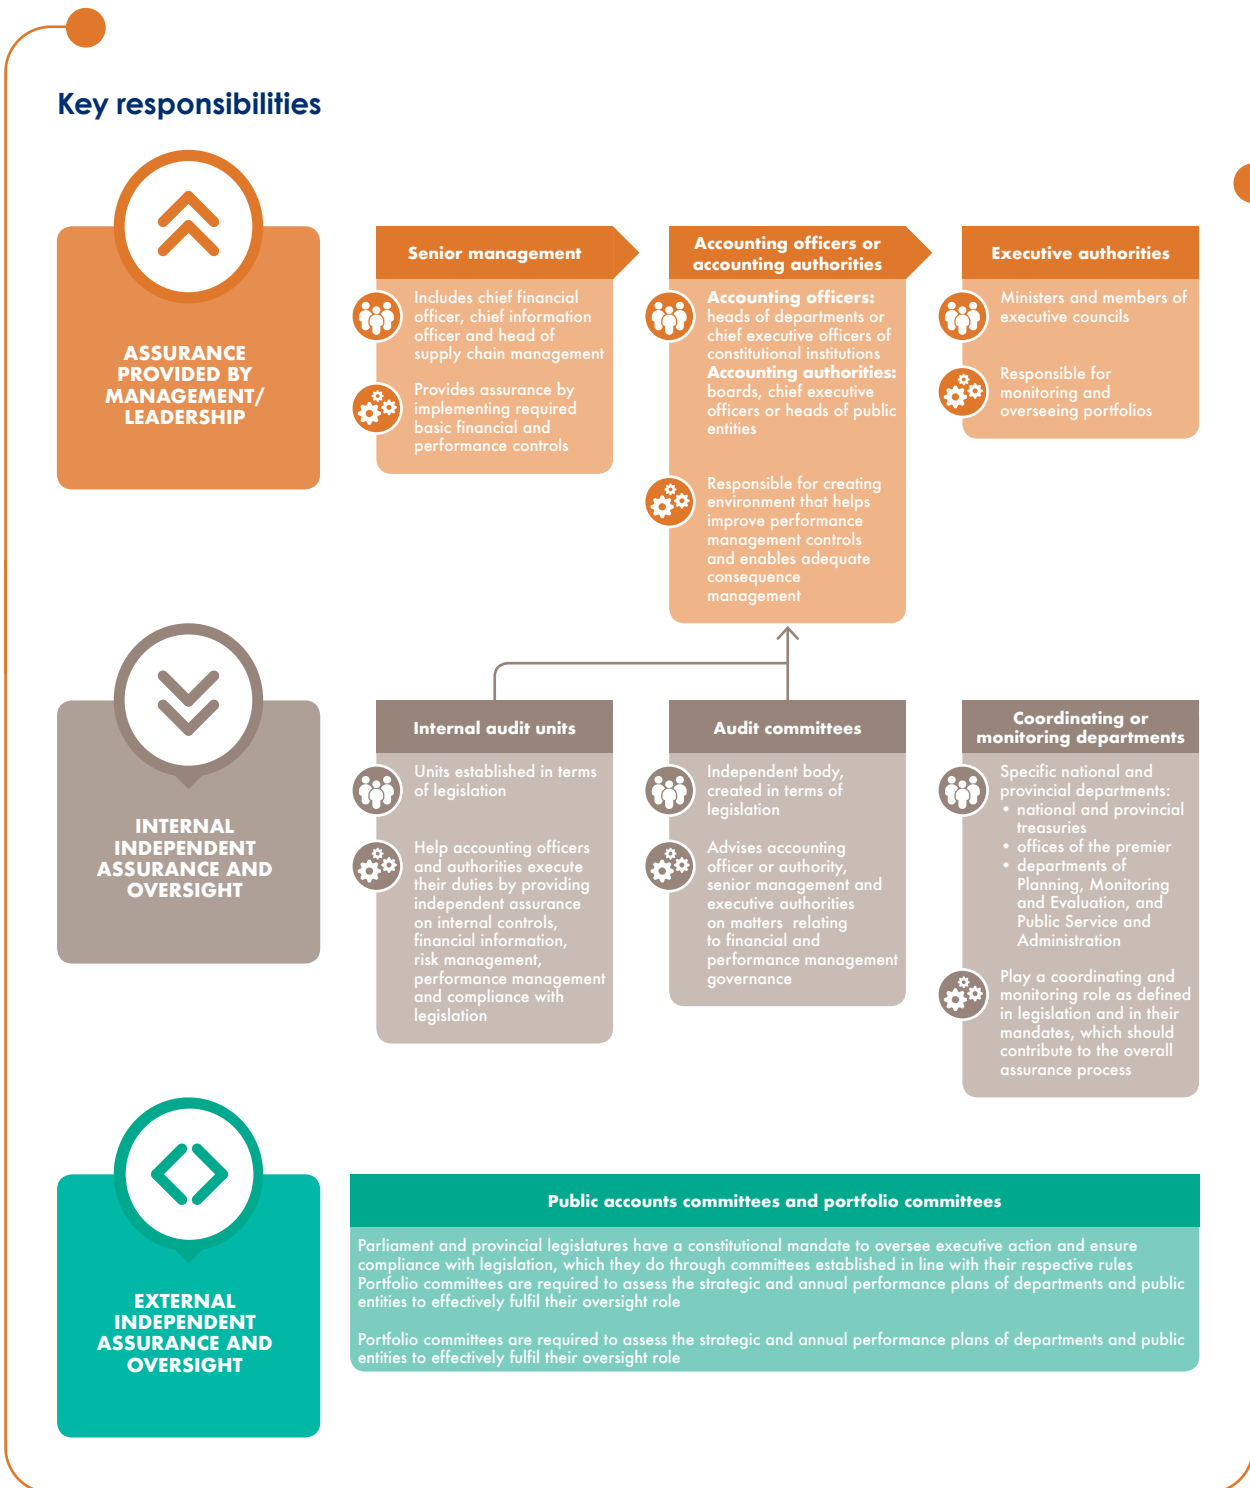 Key responsibilities
ASSURANCE
PROVIDED BY
MANAGEMENT/
LEADERSHIP
Senior management
Includes chief financial
officer, chief information
officer and head of
supply chain management
Provides assurance by
implementing required
basic financial and
performance controls
Accounting officers or
accounting authorities
Accounting officers:
heads of departments or
chief executive officers of
constitutional institutions
Accounting authorities:
boards, chief executive
officers or heads of public
entities
Responsible for creating
environment that helps
improve performance
management controls
and enables adequate
consequence
management
Executive authorities
Ministers and members of
executive councils
Responsible for
monitoring and
overseeing portfolios
INTERNAL
INDEPENDENT
ASSURANCE AND
OVERSIGHT
Internal audit units
Units established in terms
of legislation
Help accounting officers
and authorities execute
their duties by providing
independent assurance
on internal controls,
financial information,
risk management,
performance management
and compliance with
legislation
Audit committees
Independent body,
created in terms of
legislation
Advises accounting
officer or authority,
senior management and
executive authorities
on matters relating
to financial and
performance management
governance
Coordinating or
monitoring departments
Specific national and
provincial departments:
• national and provincial
treasuries
• offices of the premier
• departments of
Planning, Monitoring
and Evaluation, and
Public Service and
Administration
Play a coordinating and
monitoring role as defined
in legislation and in their
mandates, which should
contribute to the overall
assurance process
EXTERNAL
INDEPENDENT
ASSURANCE AND
OVERSIGHT
Public accounts committees and portfolio committees
Parliament and provincial legislatures have a constitutional mandate to oversee executive action and ensure
compliance with legislation, which they do through committees established in line with their respective rules
Portfolio committees are required to assess the strategic and annual performance plans of departments and public
entities to effectively fulfil their oversight role
Portfolio committees are required to assess the strategic and annual performance plans of departments and public
entities to effectively fulfil their oversight role